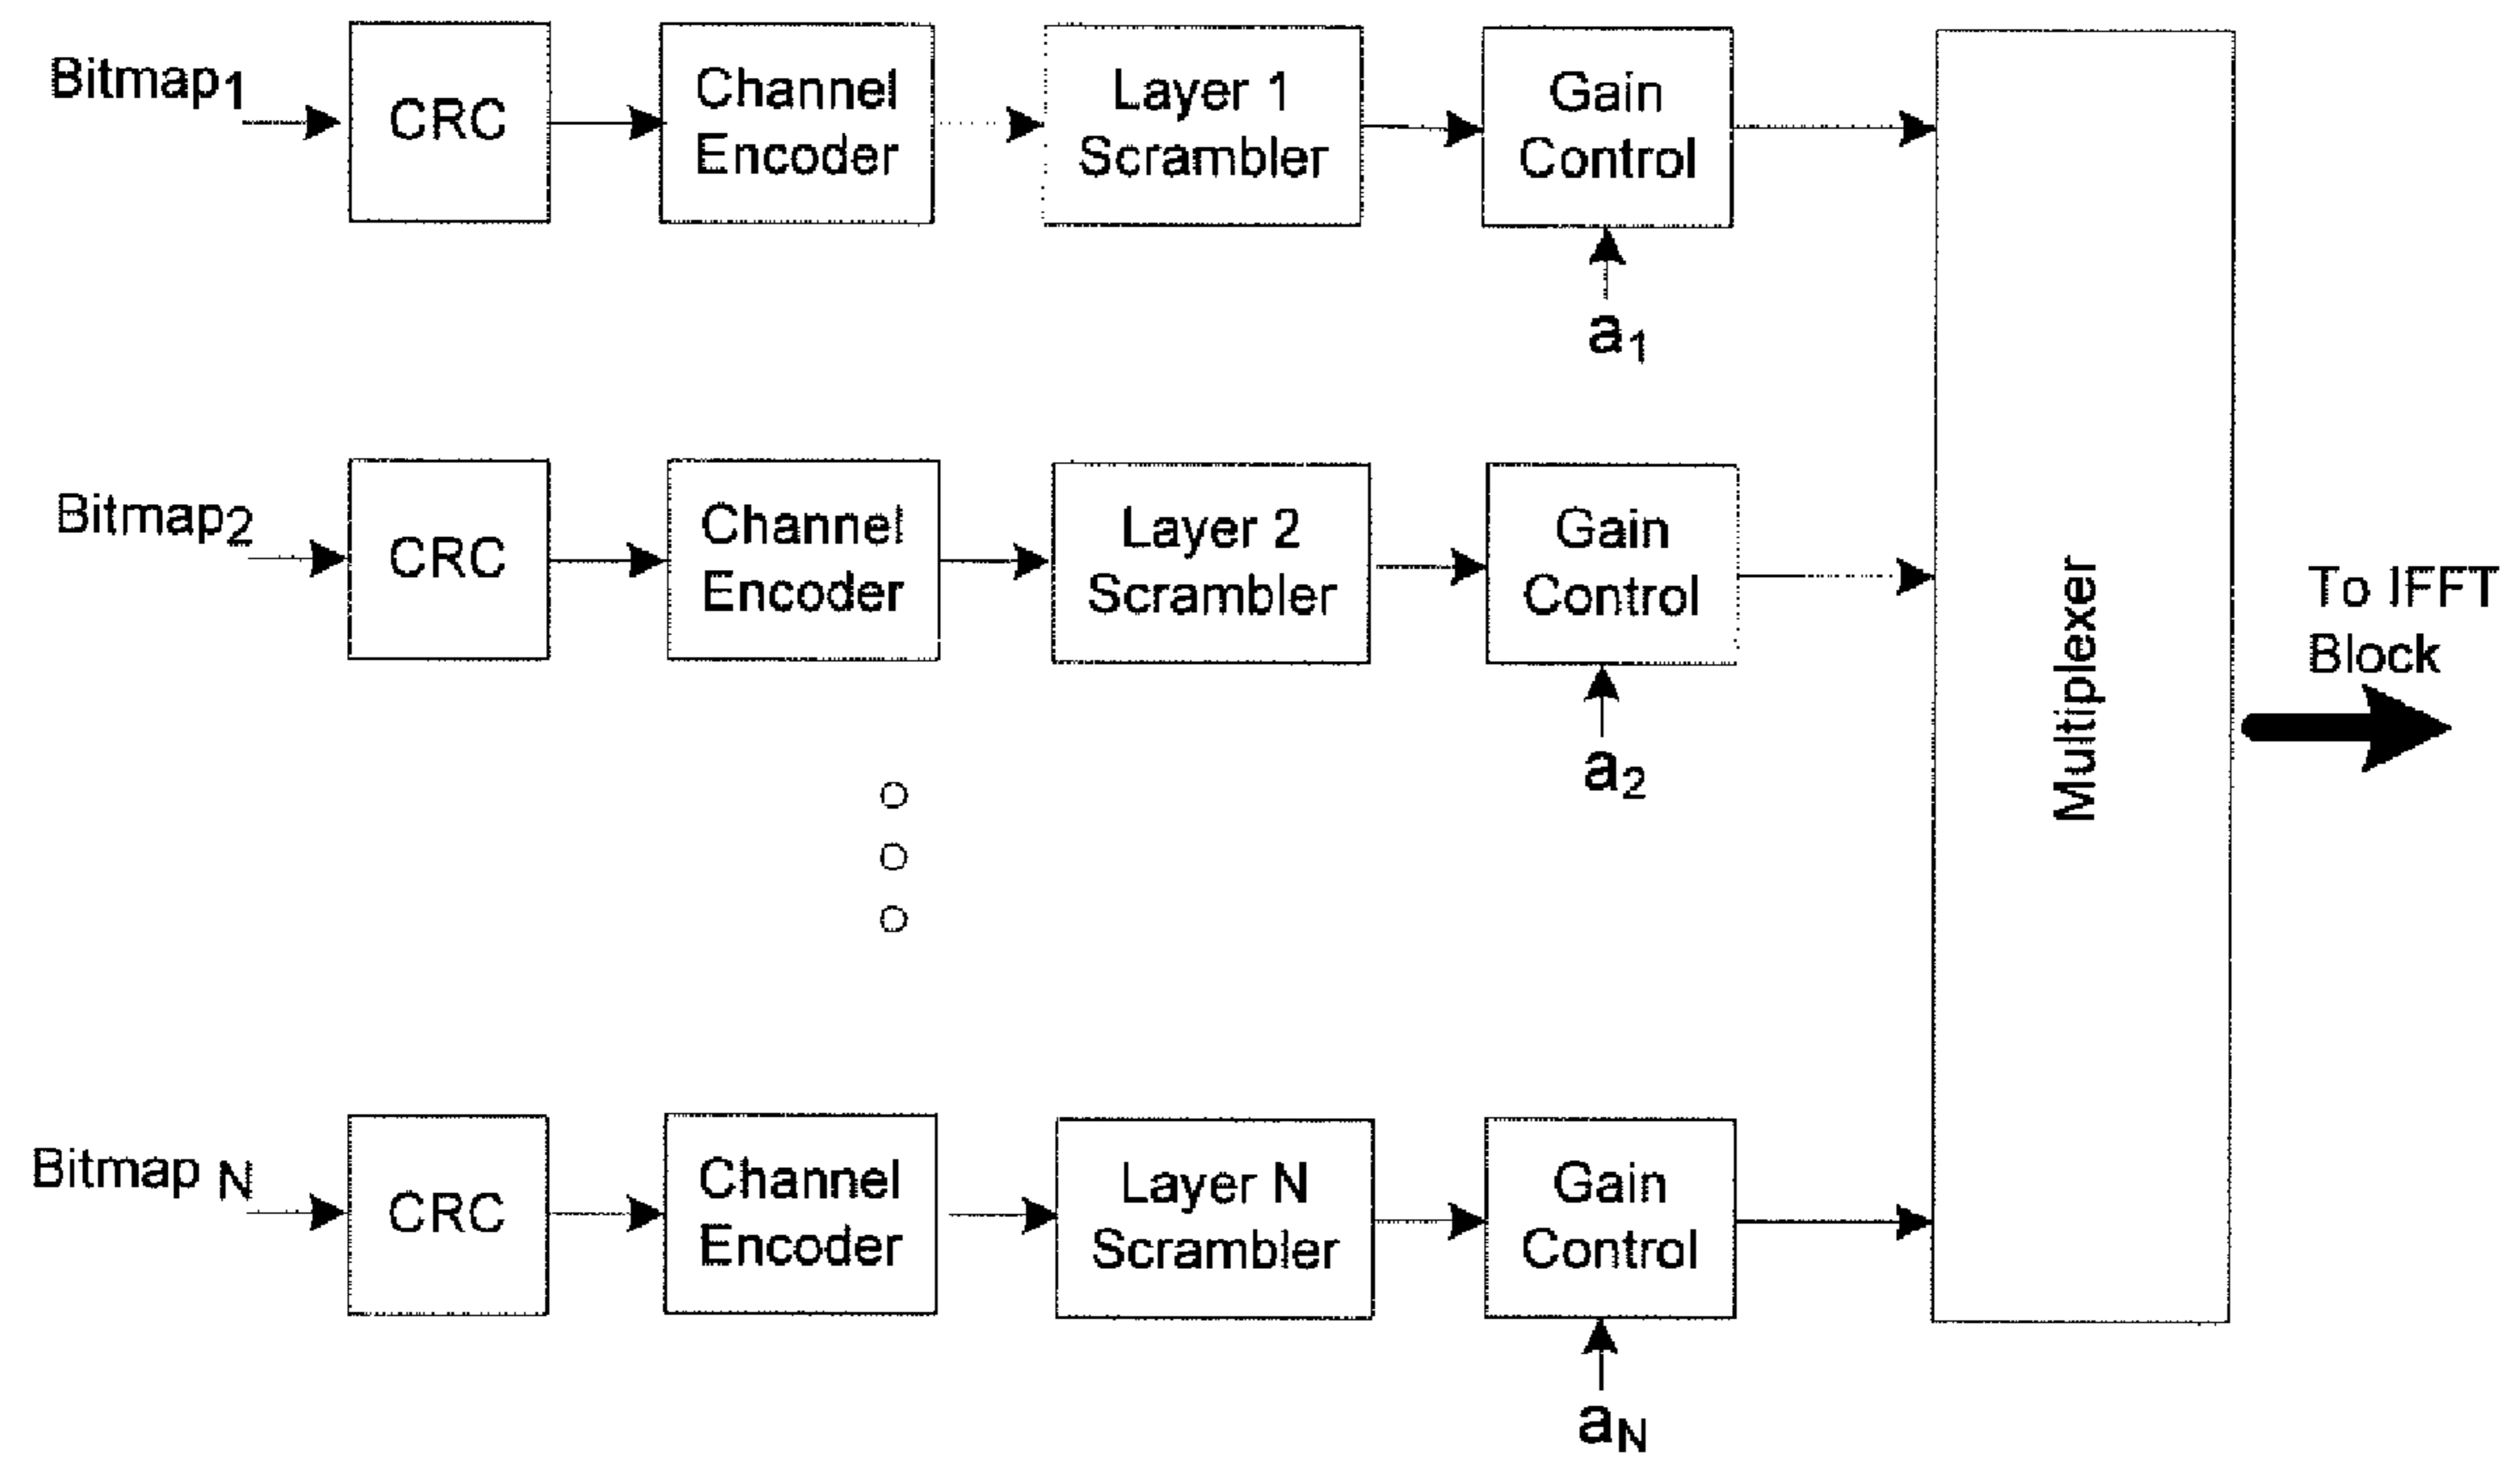 Bitmap1
CRC
Channel
Encoder
Layer 1
Scrambler
Gain
Control
a1
Bitmap2
CRC
Channel
Encoder
Layer 2
Scrambler
Gain
Control
a2
Multiplexer
To IFFT
Block
Bitmap N
CRC
Channel
Encoder
Layer N
Scrambler
Gain
Control
aN